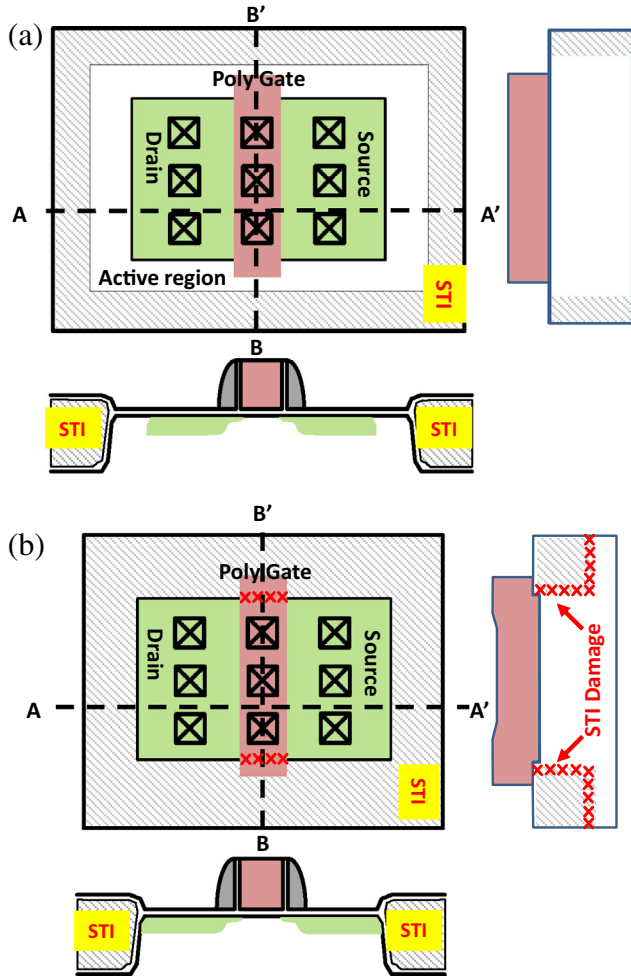 (a)
B'
Poly Gate
Drain
Source
A
A'
Active region
STI
B
STI
STI
(b)
B'
Poly Gate
Drain
Source
A
A'
STI Damage
STI
B
STI
STI